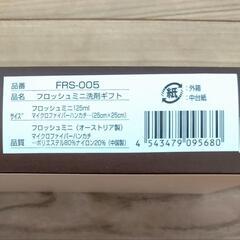 品番 FRS-005
品名 フロッシュミニ洗剤ギフト
フロッシュミニ125ml
サイズ マイクロファイバーハンカチ (25cm×25cm)
フロッシュミニ (オーストリア製)
マイクロファイバーハンカチ
品質 …ポリエステル80%ナイロン20% (中国製)
紙
:外箱
:中台紙
4 543479 095680